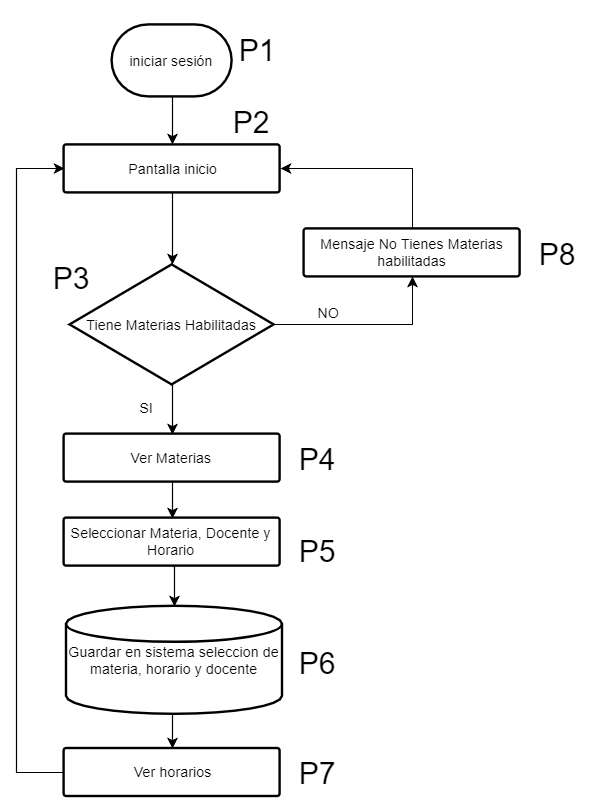 iniciar sesión
P1
P2
Pantalla inicio
Mensaje No Tienes Materias
habilitadas
P8
P3
Tiene Materias Habilitadas
NO
SI
Ver Materias
P4
Seleccionar Materia, Docente y
Horario
P5
Guardar en sistema seleccion de
materia, horario y docente
P6
Ver horarios
P7